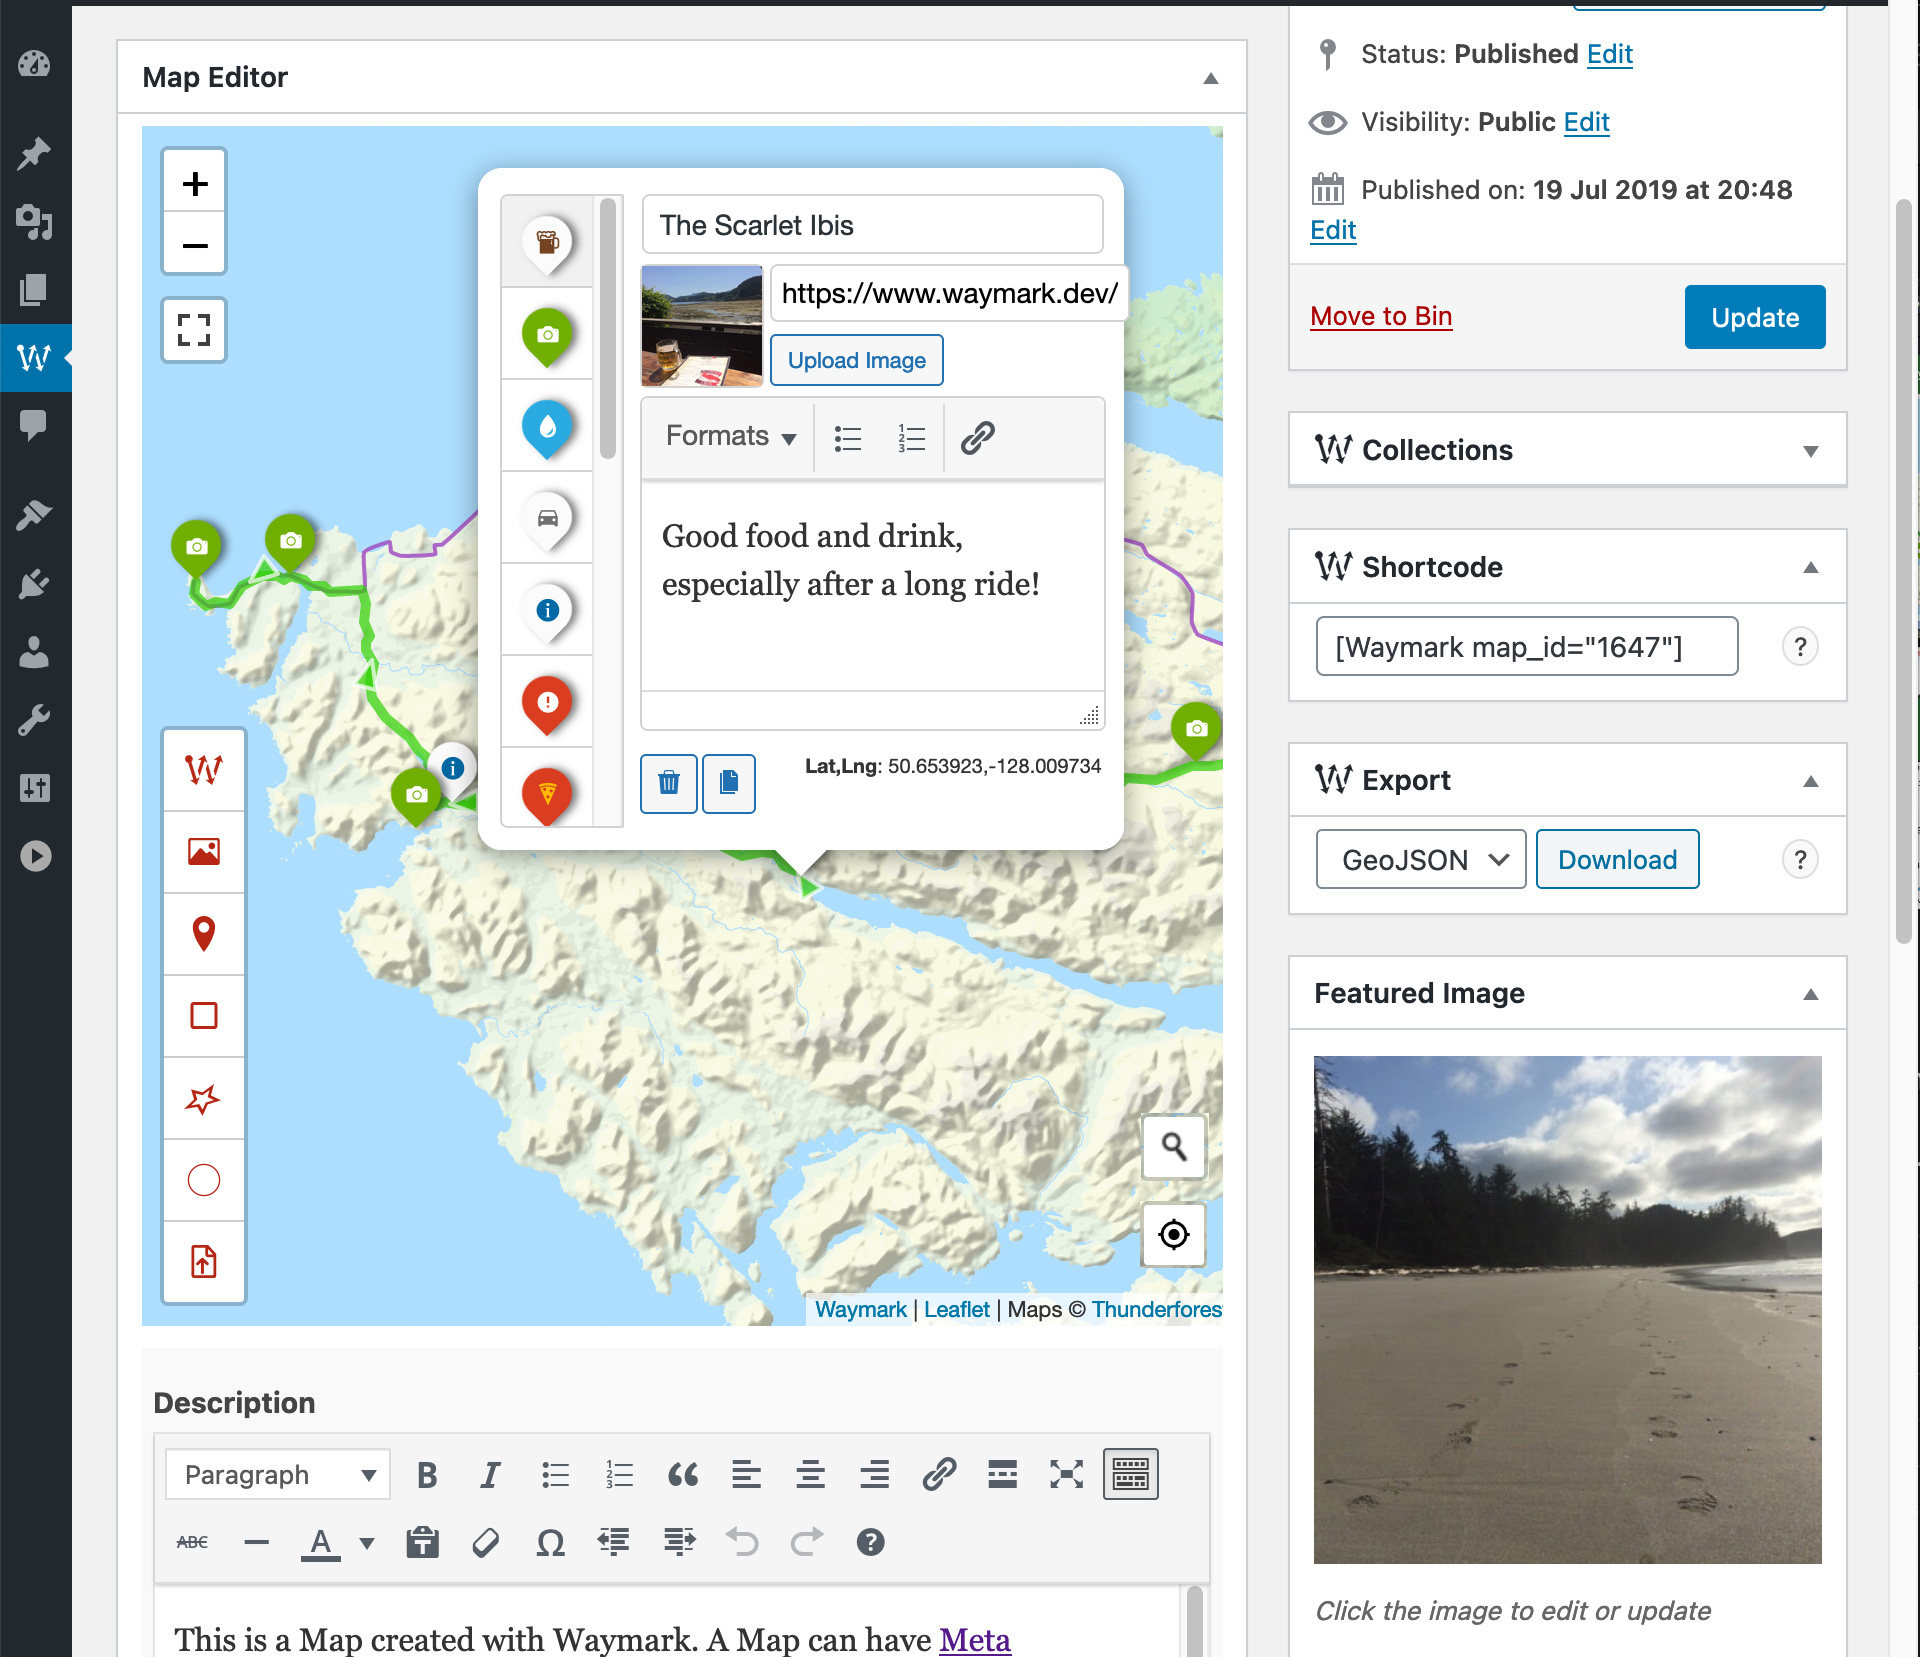 Map Editor
The Scarlet Ibis
https://www.waymark.dev/
Upload Image
Formats
Good food and drink,
especially after a long ride!
Lat,Lng: 50.653923,-128.009734
Waymark | Leaflet | Maps © Thunderfores
Description
Paragraph
B I
ABC A
This is a Map created with Waymark. A Map can have Meta
Status: Published Edit
Visibility: Public Edit
Published on: 19 Jul 2019 at 20:48
Edit
Move to Bin Update
Collections
Shortcode
[Waymark map_id="1647"] ?
Export
GeoJSON Download ?
Featured Image
Click the image to edit or update